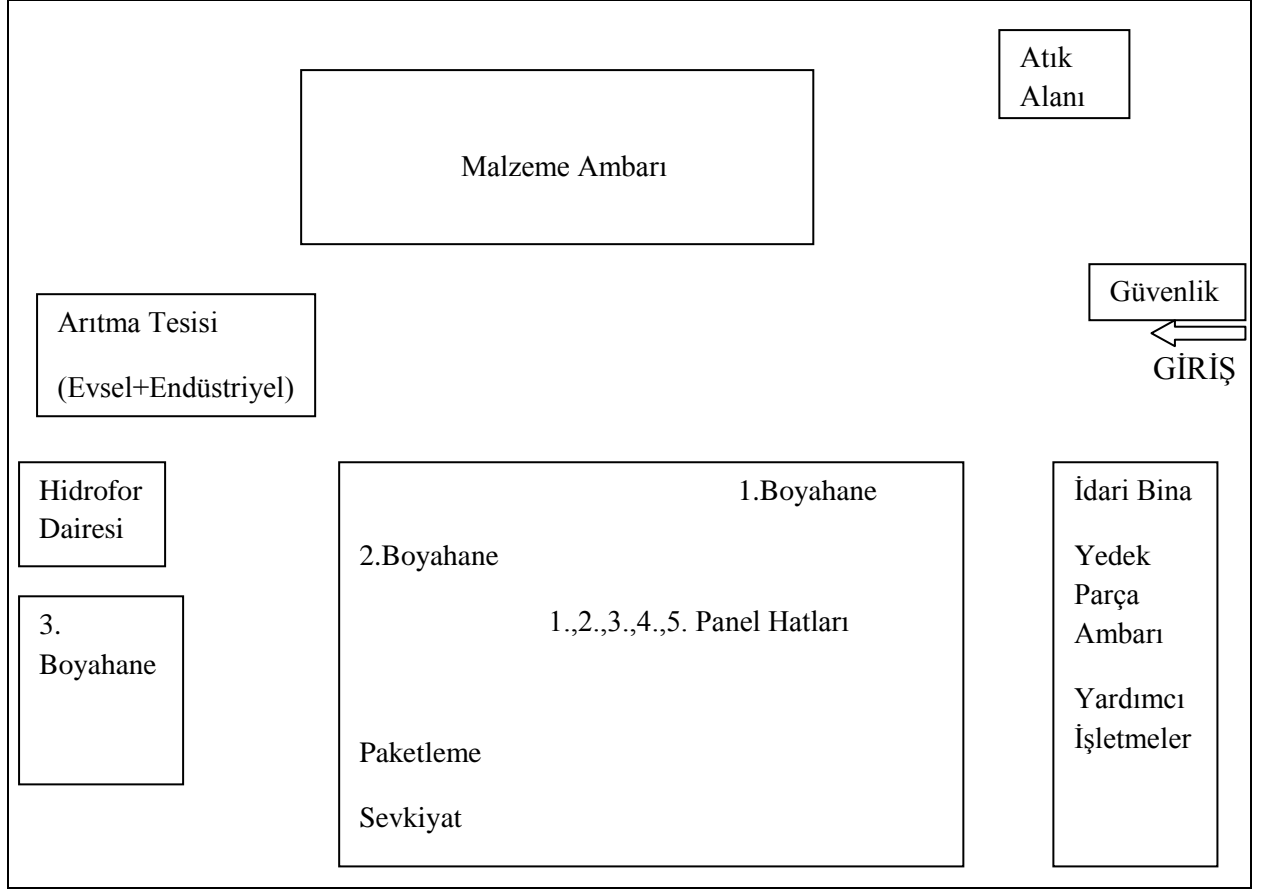 Atık
Alanı
Malzeme Ambarı
Güvenlik
GİRİŞ
Arıtma Tesisi
(Evsel+Endüstriyel)
Hidrofor
Dairesi
3.
Boyahane
1.Boyahane
2.Boyahane
1.,2.,3.,4.,5. Panel Hatları
Paketleme
Sevkiyat
İdari Bina
Yedek
Parça
Ambarı
Yardımcı
İşletmeler